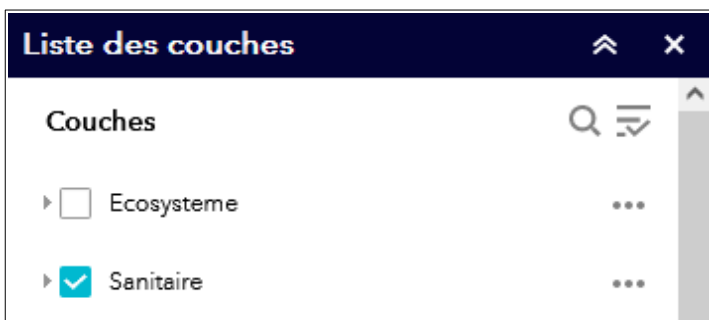 Liste des couches
Couches
Ecosysteme
Sanitaire